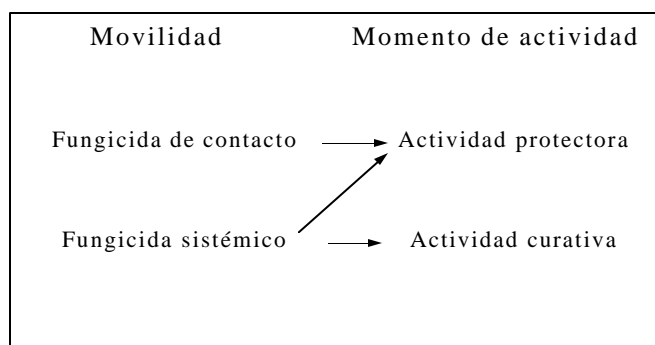 Movilidad Momento de actividad
Fungicida de contacto Actividad protectora
Fungicida sistémico Actividad curativa